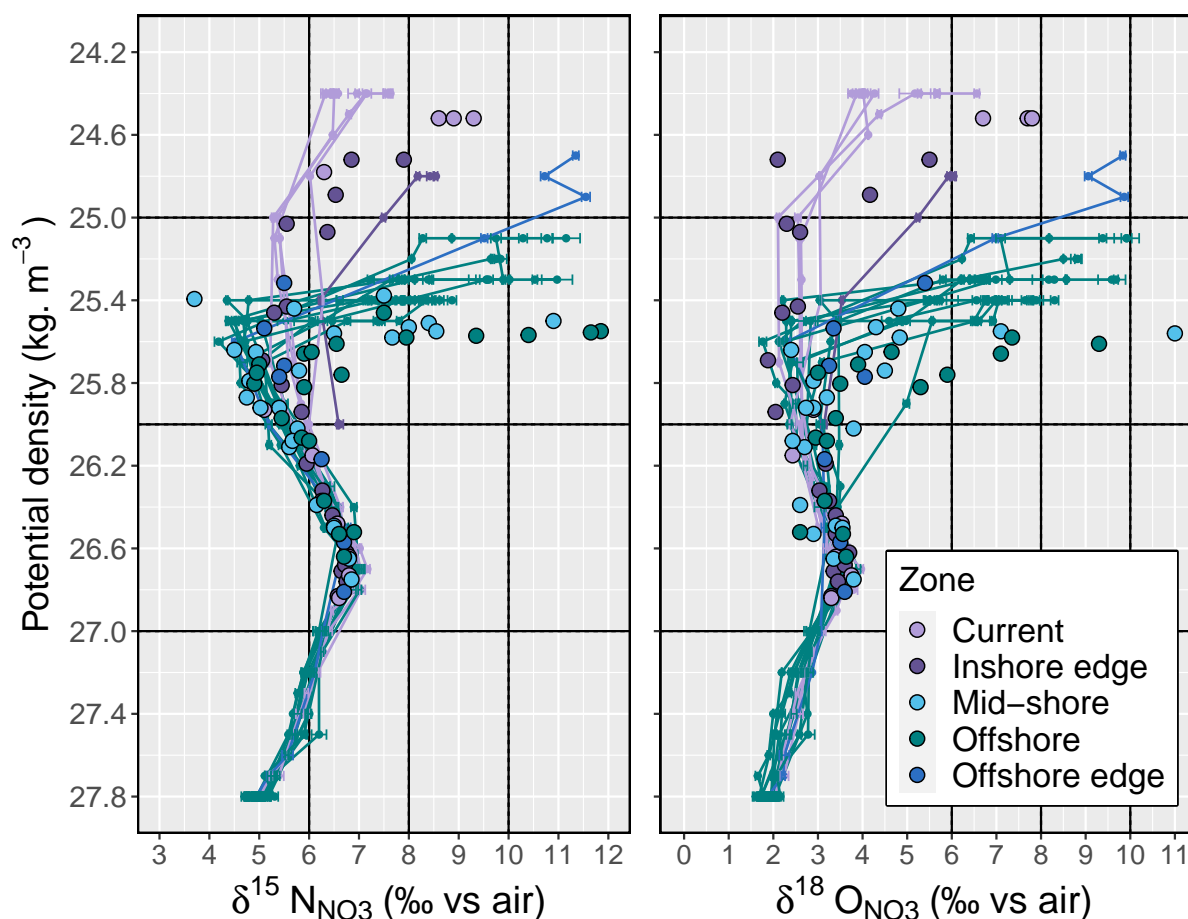 Potential density (kg. m⁻³)
24.2
24.6
25.0
25.4
25.8
26.2
26.6
27.0
27.4
27.8
3 4 5 6 7 8 9 10 11 12
0 1 2 3 4 5 6 7 8 9 10 11
δ¹⁵ N_NO3 (‰ vs air)
δ¹⁸ O_NO3 (‰ vs air)
Zone
Current
Inshore edge
Mid−shore
Offshore
Offshore edge